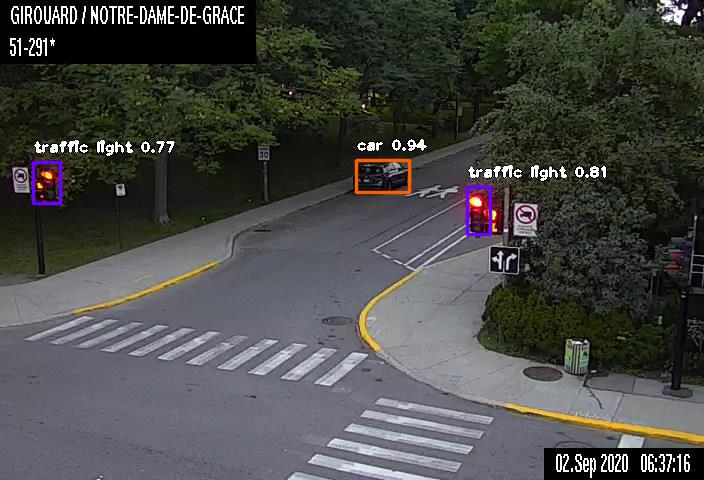 GIROUARD / NOTRE-DAME-DE-GRACE
51-291*
traffic light 0.77
car 0.94
traffic light 0.81
30
02.Sep 2020 06:37:16